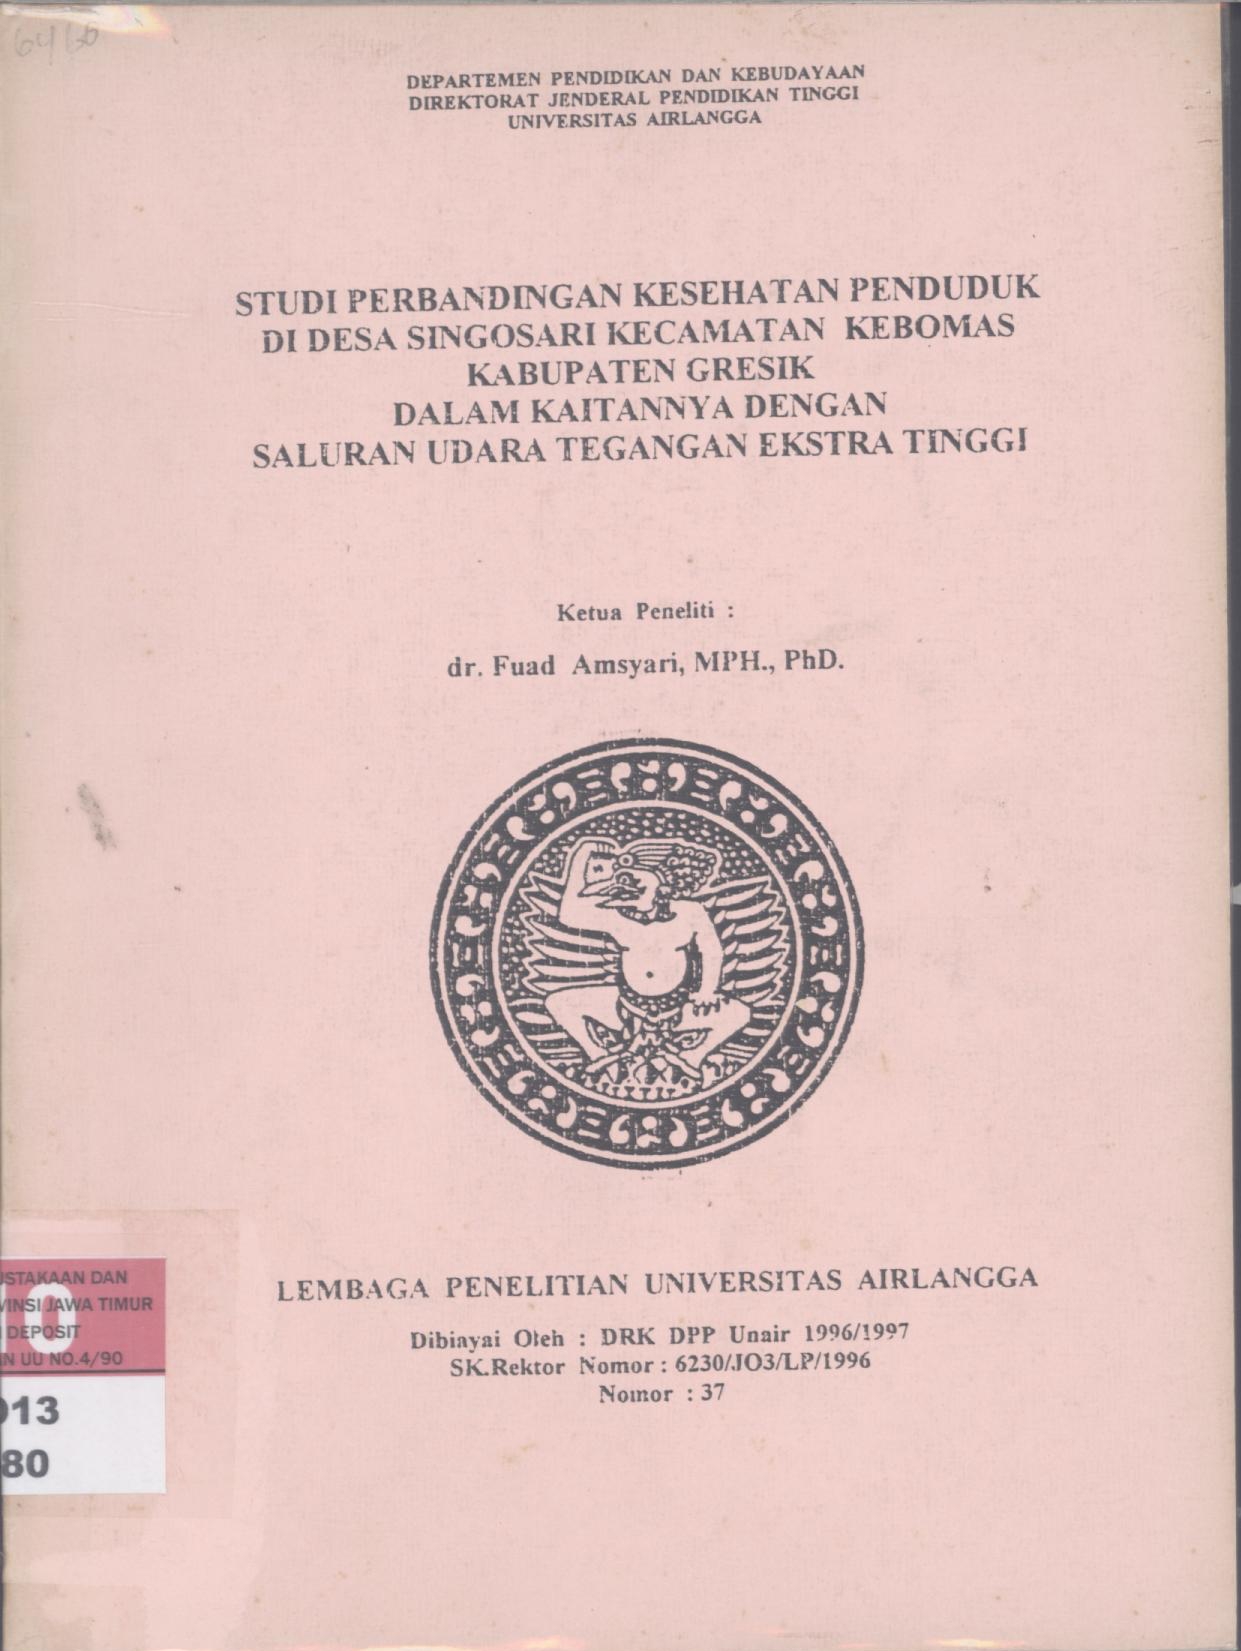 DEPARTEMEN PENDIDIKAN DAN KEBUDAYAAN
DIREKTORAT JENDERAL PENDIDIKAN TINGGI
UNIVERSITAS AIRLANGGA
STUDI PERBANDINGAN KESEHATAN PENDUDUK
DI DESA SINGOSARI KECAMATAN KEBOMAS
KABUPATEN GRESIK
DALAM KAITANNYA DENGAN
SALURAN UDARA TEGANGAN EKSTRA TINGGI
Ketua Peneliti :
dr. Fuad Amsyari, MPH., PhD.
LEMBAGA PENELITIAN UNIVERSITAS AIRLANGGA
Dibiayai Oleh : DRK DPP Unair 1996/1997
SK.Rektor Nomor : 6230/JO3/LP/1996
Nomor : 37
USTAKAAN DAN
VINSI JAWA TIMUR
DEPOSIT
AN UU NO.4/90
913
80